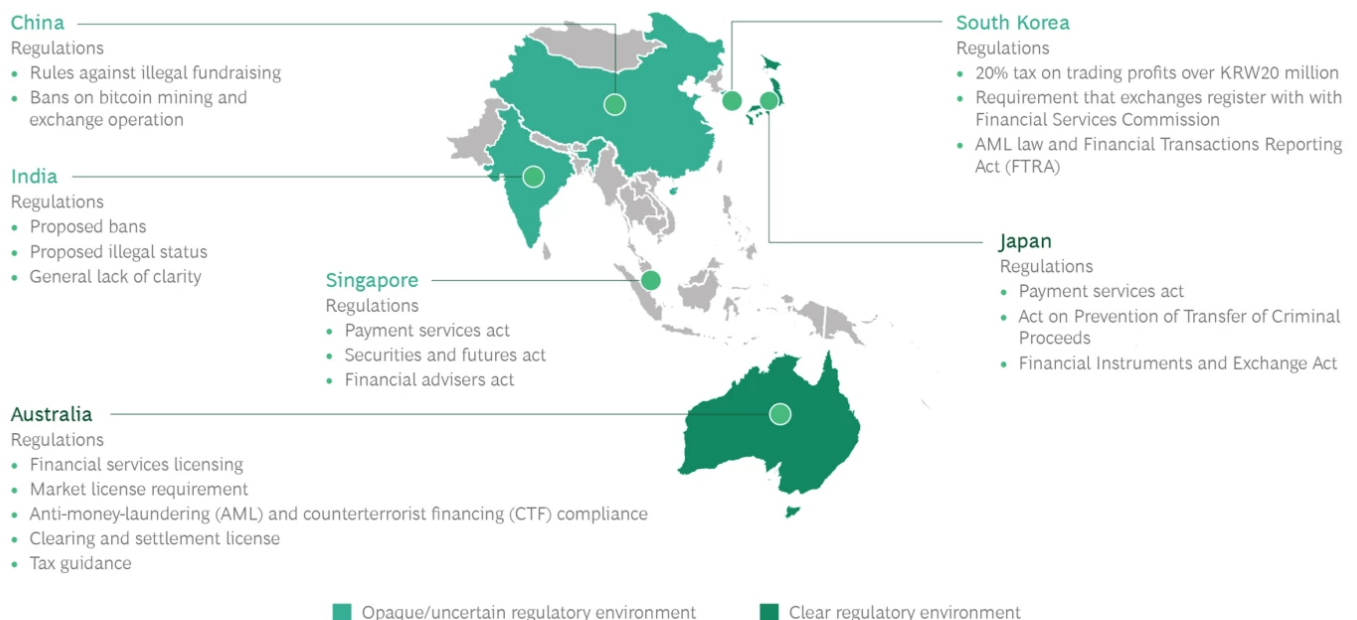 China
Regulations
• Rules against illegal fundraising
• Bans on bitcoin mining and
exchange operation
India
Regulations
• Proposed bans
• Proposed illegal status
• General lack of clarity
Singapore
Regulations
• Payment services act
• Securities and futures act
• Financial advisers act
Australia
Regulations
• Financial services licensing
• Market license requirement
• Anti-money-laundering (AML) and counterterrorist financing (CTF) compliance
• Clearing and settlement license
• Tax guidance
South Korea
Regulations
• 20% tax on trading profits over KRW20 million
• Requirement that exchanges register with with
Financial Services Commission
• AML law and Financial Transactions Reporting
Act (FTRA)
Japan
Regulations
• Payment services act
• Act on Prevention of Transfer of Criminal
Proceeds
• Financial Instruments and Exchange Act
Opaque/uncertain regulatory environment
Clear regulatory environment